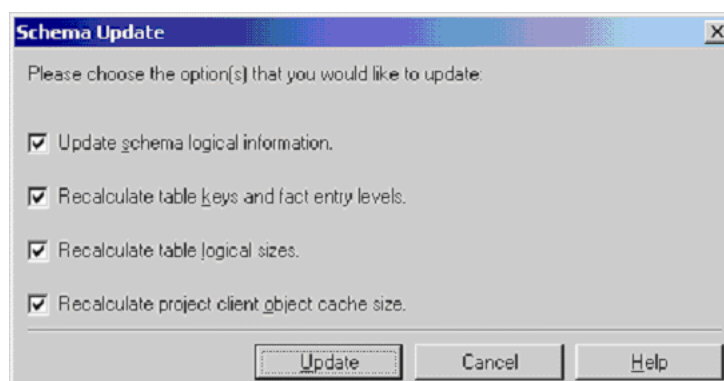 Schema Update
Please choose the option(s) that you would like to update:
Update schema logical information.
Recalculate table keys and fact entry levels.
Recalculate table logical sizes.
Recalculate project client object cache size.
Update Cancel Help